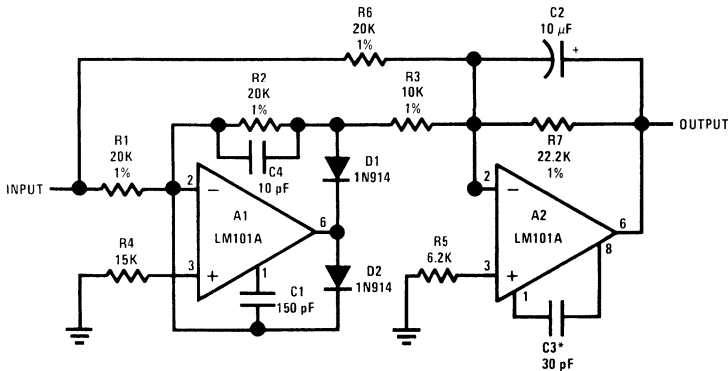 R6
20K
1%
C2
10 µF
+
R2
20K
1%
R3
10K
1%
R1
20K
1%
C4
10 pF
D1
1N914
R7
22.2K
1%
OUTPUT
INPUT
2
−
A1
LM101A
6
3
+
1
R4
15K
C1
150 pF
D2
1N914
2
−
A2
LM101A
6
8
R5
6.2K
3
+
1
C3*
30 pF